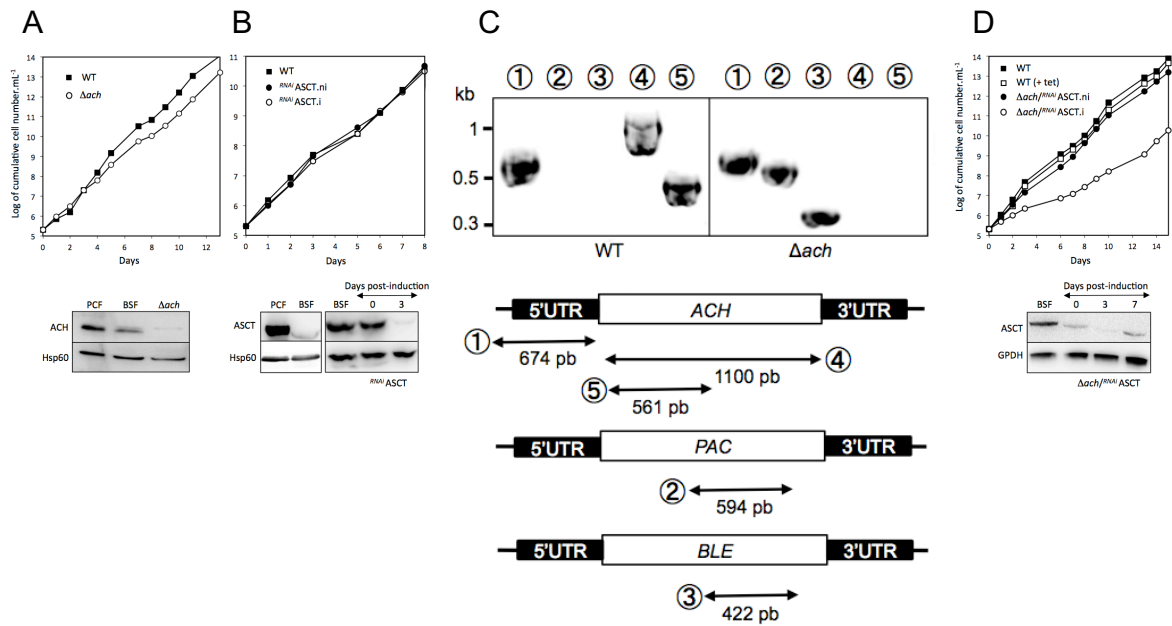 A
14
13
12
11
10
9
8
7
6
5
0 2 4 6 8 10 12
Log of cumulative cell number.mL-1
Days
WT
Δach
PCF BSF Δach
ACH
Hsp60
B
11
10
9
8
7
6
5
0 1 2 3 4 5 6 7 8
Days
WT
RNAi ASCT.ni
RNAi ASCT.i
Days post-induction
PCF BSF BSF 0 3
ASCT
Hsp60
RNAi ASCT
C
① ② ③ ④ ⑤ ① ② ③ ④ ⑤
kb
1
0.5
0.3
WT Δach
5'UTR ACH 3'UTR
① 674 pb
1100 pb ④
⑤ 561 pb
5'UTR PAC 3'UTR
② 594 pb
5'UTR BLE 3'UTR
③ 422 pb
D
14
13
12
11
10
9
8
7
6
5
0 2 4 6 8 10 12 14
Log of cumulative cell number.mL-1
Days
WT
WT (+ tet)
Δach/RNAi ASCT.ni
Δach/RNAi ASCT.i
Days post-induction
BSF 0 3 7
ASCT
GPDH
Δach/RNAi ASCT